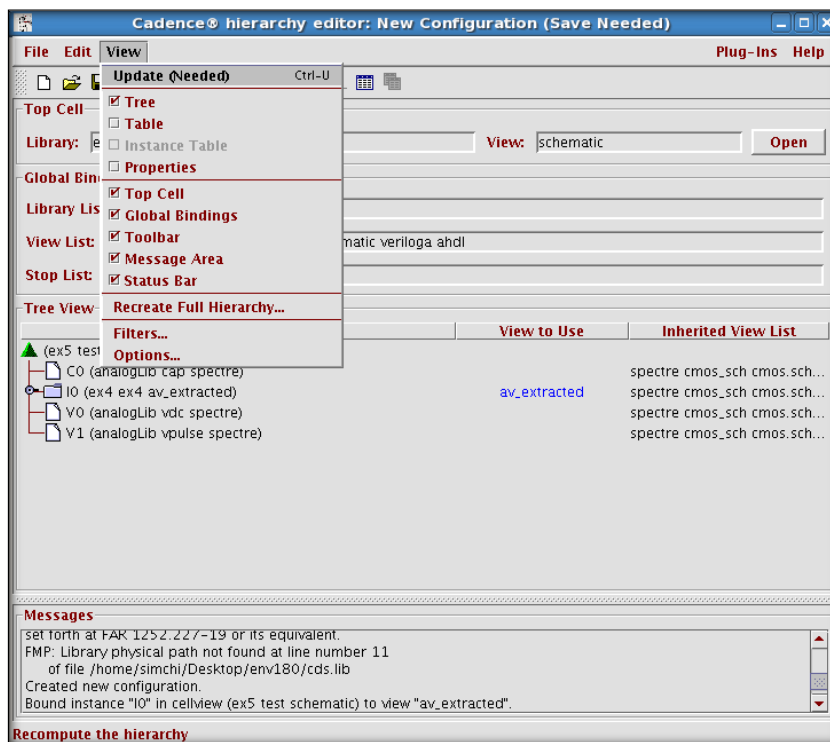 Cadence® hierarchy editor: New Configuration (Save Needed)
File Edit View Plug-Ins Help
Update (Needed) Ctrl-U
Tree
Table
Instance Table
Properties
Top Cell
Global Bindings
Toolbar
Message Area
Status Bar
Recreate Full Hierarchy...
Filters...
Options...
Top Cell
Library: e View: schematic Open
Global Bin
Library Lis
View List: matic veriloga ahdl
Stop List:
Tree View
View to Use Inherited View List
(ex5 test
C0 (analogLib cap spectre) spectre cmos_sch cmos.sch...
I0 (ex4 ex4 av_extracted) av_extracted spectre cmos_sch cmos.sch...
V0 (analogLib vdc spectre) spectre cmos_sch cmos.sch...
V1 (analogLib vpulse spectre) spectre cmos_sch cmos.sch...
Messages
set forth at FAR 1252.227-19 or its equivalent.
FMP: Library physical path not found at line number 11
of file /home/simchi/Desktop/env180/cds.lib
Created new configuration.
Bound instance "I0" in cellview (ex5 test schematic) to view "av_extracted".
Recompute the hierarchy